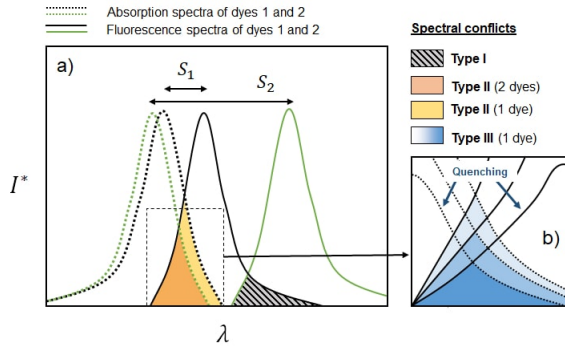 Absorption spectra of dyes 1 and 2
Fluorescence spectra of dyes 1 and 2
a)
S₁
S₂
I*
λ
Spectral conflicts
Type I
Type II (2 dyes)
Type II (1 dye)
Type III (1 dye)
Quenching
b)